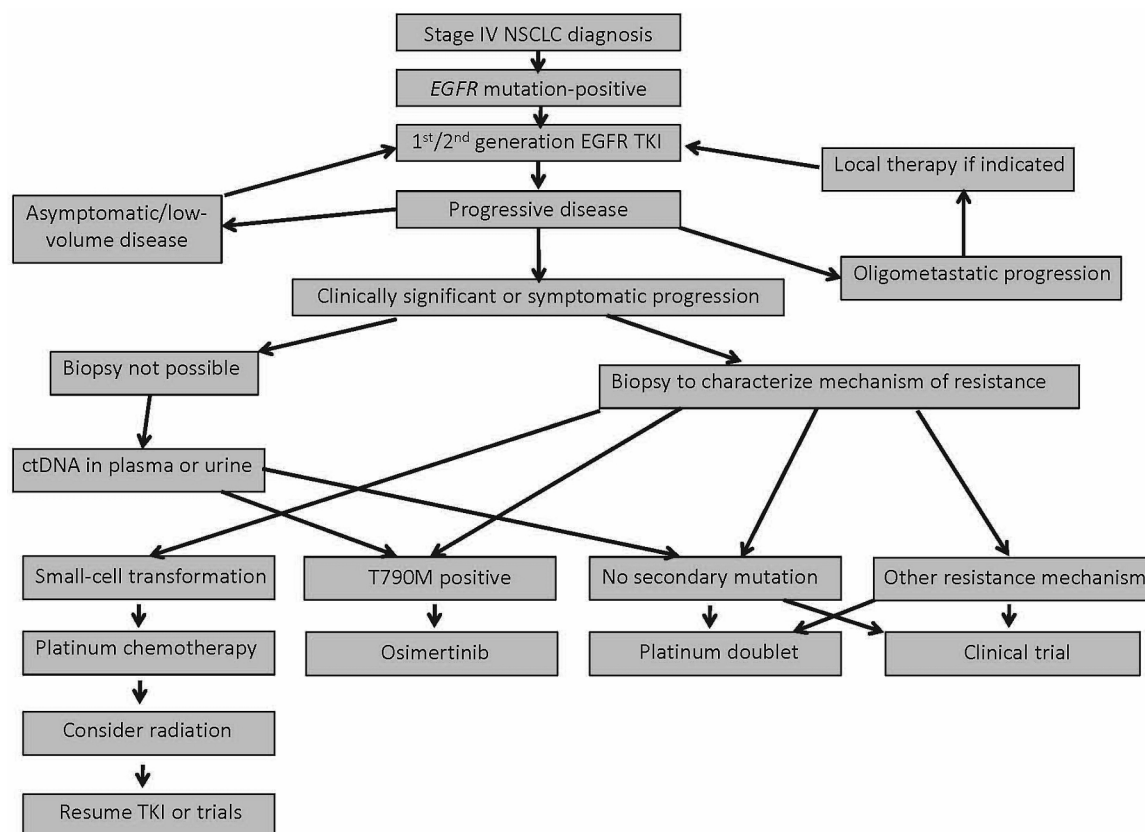 Stage IV NSCLC diagnosis
EGFR mutation-positive
1st/2nd generation EGFR TKI
Local therapy if indicated
Asymptomatic/low-
volume disease
Progressive disease
Oligometastatic progression
Clinically significant or symptomatic progression
Biopsy not possible
Biopsy to characterize mechanism of resistance
ctDNA in plasma or urine
Small-cell transformation
T790M positive
No secondary mutation
Other resistance mechanism
Platinum chemotherapy
Osimertinib
Platinum doublet
Clinical trial
Consider radiation
Resume TKI or trials